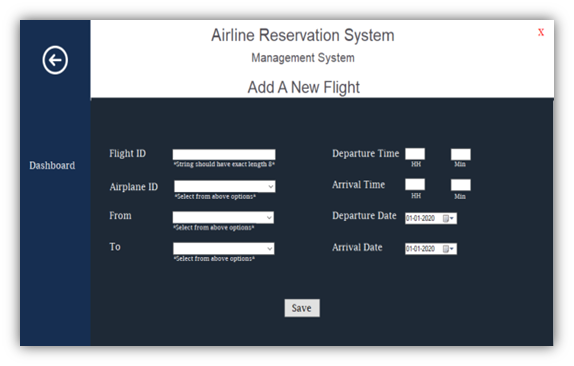 Airline Reservation System
X
Management System
Add A New Flight
Dashboard
Flight ID
*String should have exact length 8*
Airplane ID
*Select from above options*
From
*Select from above options*
To
*Select from above options*
Departure Time
HH Min
Arrival Time
HH Min
Departure Date 01-01-2020
Arrival Date 01-01-2020
Save